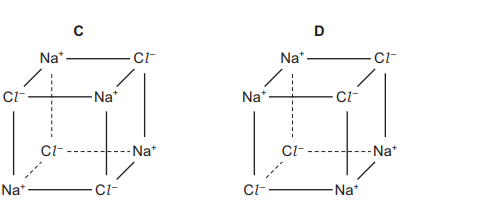 C D
Na⁺ Cl⁻ Na⁺ Cl⁻
Cl⁻ Na⁺ Na⁺ Cl⁻
Cl⁻ Na⁺ Cl⁻ Na⁺
Na⁺ Cl⁻ Cl⁻ Na⁺